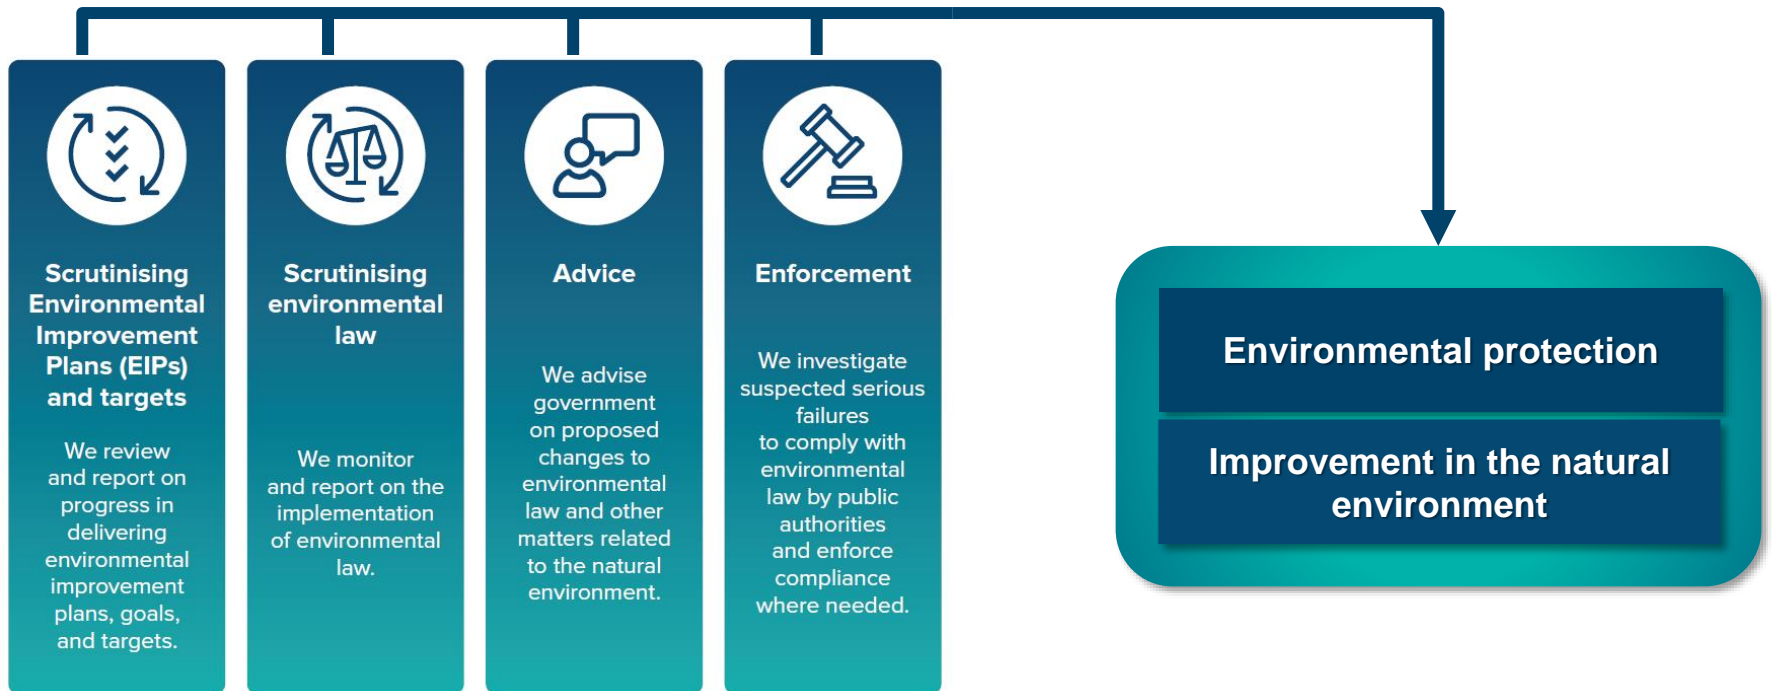 Scrutinising
Environmental
Improvement
Plans (EIPs)
and targets
We review
and report on
progress in
delivering
environmental
improvement
plans, goals,
and targets.
Scrutinising
environmental
law
We monitor
and report on the
implementation
of environmental
law.
Advice
We advise
government
on proposed
changes to
environmental
law and other
matters related
to the natural
environment.
Enforcement
We investigate
suspected serious
failures
to comply with
environmental
law by public
authorities
and enforce
compliance
where needed.
Environmental protection
Improvement in the natural
environment